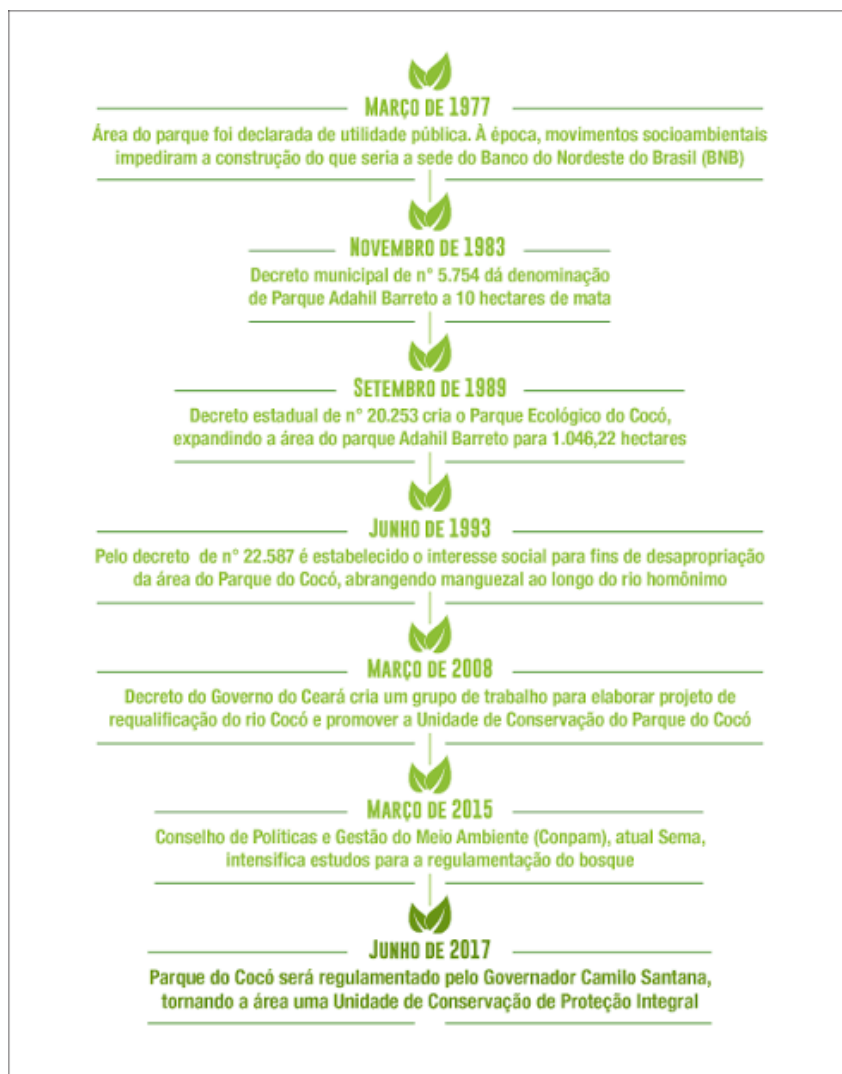 MARÇO DE 1977
Área do parque foi declarada de utilidade pública. À época, movimentos socioambientais
impediram a construção do que seria a sede do Banco do Nordeste do Brasil (BNB)
NOVEMBRO DE 1983
Decreto municipal de n° 5.754 dá denominação
de Parque Adahil Barreto a 10 hectares de mata
SETEMBRO DE 1989
Decreto estadual de n° 20.253 cria o Parque Ecológico do Cocó,
expandindo a área do parque Adahil Barreto para 1.046,22 hectares
JUNHO DE 1993
Pelo decreto de n° 22.587 é estabelecido o interesse social para fins de desapropriação
da área do Parque do Cocó, abrangendo manguezal ao longo do rio homônimo
MARÇO DE 2008
Decreto do Governo do Ceará cria um grupo de trabalho para elaborar projeto de
requalificação do rio Cocó e promover a Unidade de Conservação do Parque do Cocó
MARÇO DE 2015
Conselho de Políticas e Gestão do Meio Ambiente (Conpam), atual Sema,
intensifica estudos para a regulamentação do bosque
JUNHO DE 2017
Parque do Cocó será regulamentado pelo Governador Camilo Santana,
tornando a área uma Unidade de Conservação de Proteção Integral